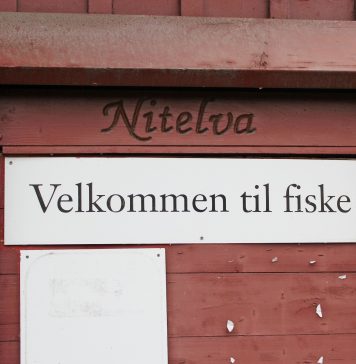 Nitelva
Velkommen til fiske